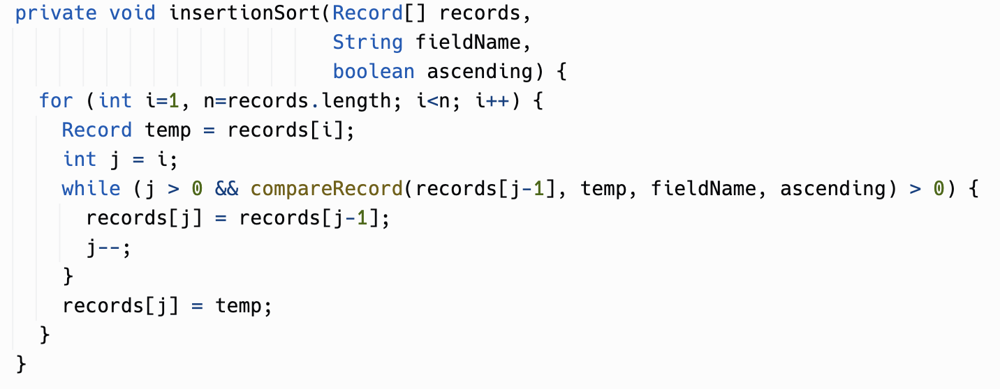 private void insertionSort(Record[] records,
                           String fieldName,
                           boolean ascending) {
  for (int i=1, n=records.length; i<n; i++) {
    Record temp = records[i];
    int j = i;
    while (j > 0 && compareRecord(records[j-1], temp, fieldName, ascending) > 0) {
      records[j] = records[j-1];
      j--;
    }
    records[j] = temp;
  }
}